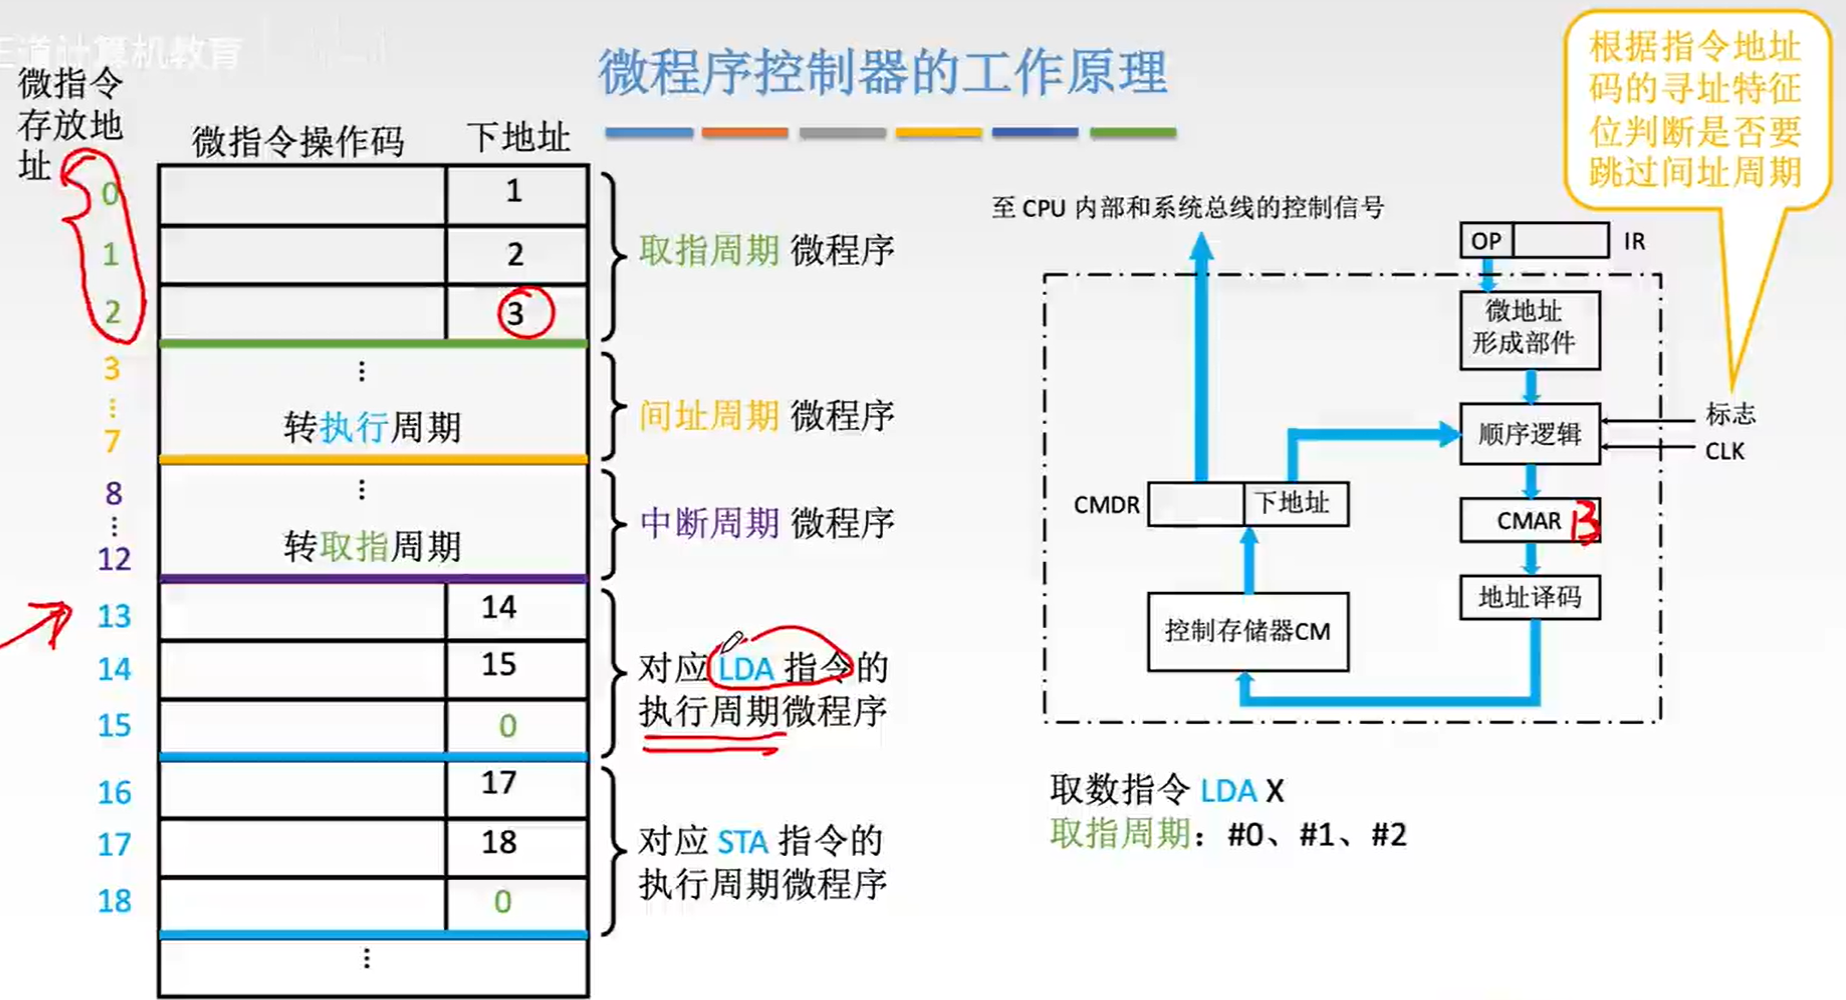 王道计算机教育
微程序控制器的工作原理
根据指令地址
码的寻址特征
位判断是否要
跳过间址周期
微指令
存放地
址
微指令操作码 下地址
0 1
1 2
2 3
取指周期 微程序
3
⋮
7
⋮
转执行周期
间址周期 微程序
8
⋮
12
⋮
转取指周期
中断周期 微程序
13 14
14 15
15 0
对应 LDA 指令的
执行周期微程序
16 17
17 18
18 0
对应 STA 指令的
执行周期微程序
⋮
至 CPU 内部和系统总线的控制信号
OP IR
微地址
形成部件
顺序逻辑
标志
CLK
CMDR 下地址
CMAR 13
控制存储器CM
地址译码
取数指令 LDA X
取指周期：#0、#1、#2